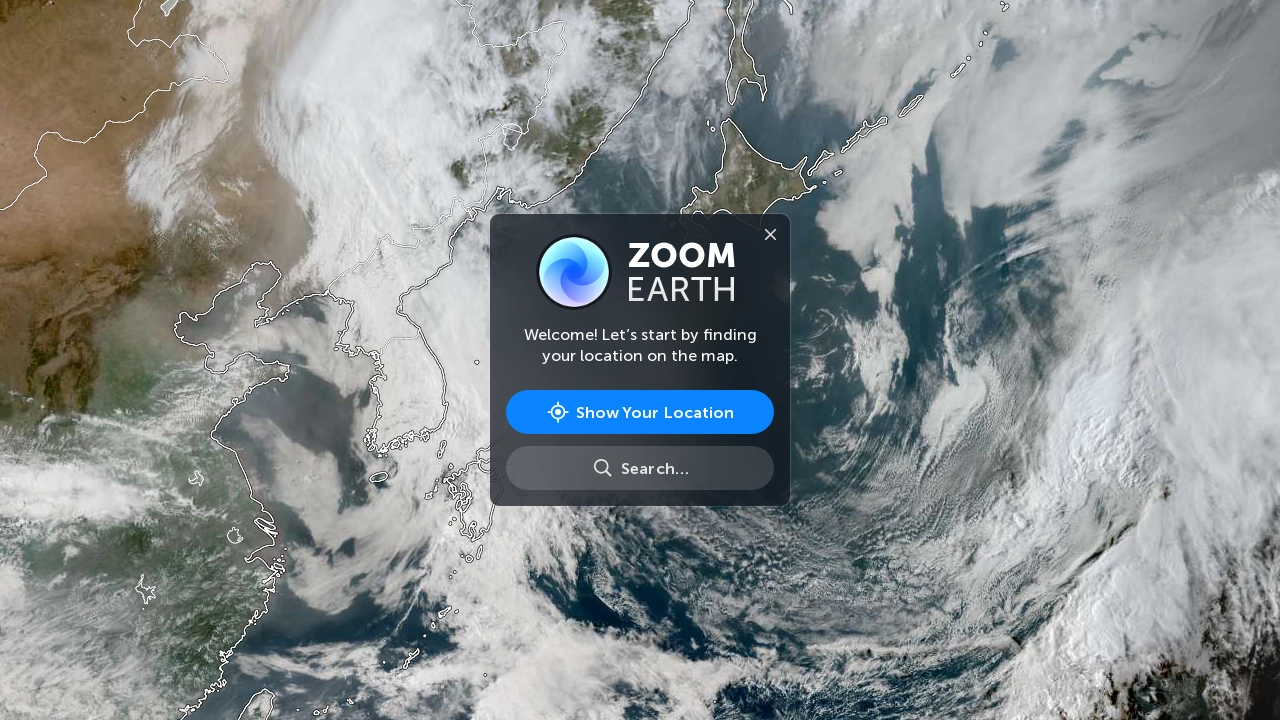 ZOOM
EARTH
Welcome! Let’s start by finding
your location on the map.
Show Your Location
Search...